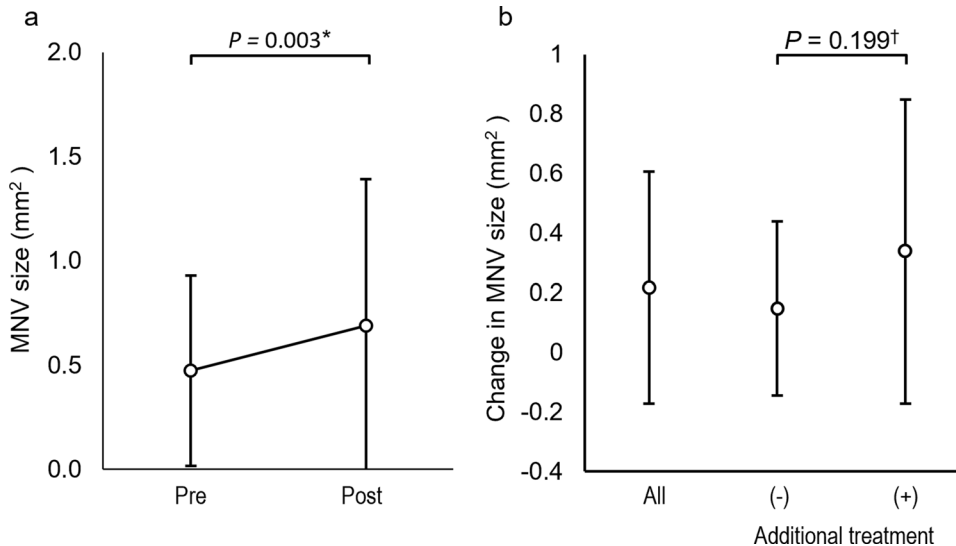 a
P = 0.003*
2.0
1.5
1.0
0.5
0.0
MNV size (mm²)
Pre Post
b
P = 0.199†
1
0.8
0.6
0.4
0.2
0
-0.2
-0.4
Change in MNV size (mm²)
All (-) (+)
Additional treatment